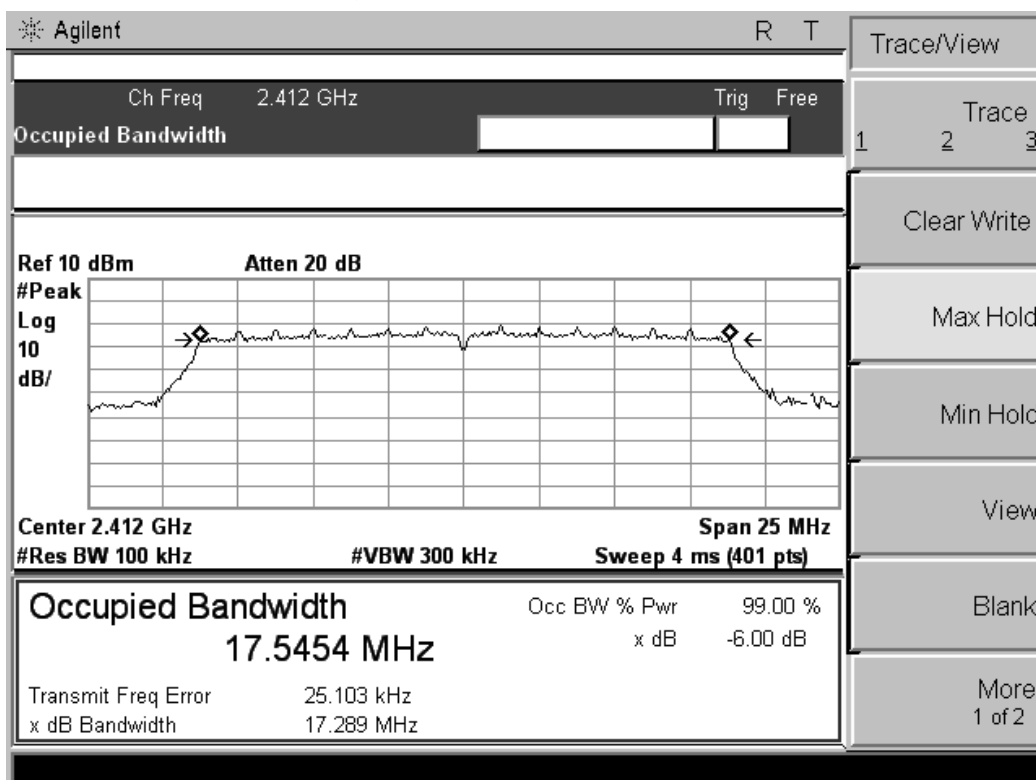 Agilent R T
Trace/View
Ch Freq 2.412 GHz Trig Free
Occupied Bandwidth
Trace
1 2 3
Clear Write
Max Hold
Min Hold
View
Blank
More
1 of 2
Ref 10 dBm Atten 20 dB
#Peak
Log
10
dB/
Center 2.412 GHz Span 25 MHz
#Res BW 100 kHz #VBW 300 kHz Sweep 4 ms (401 pts)
Occupied Bandwidth Occ BW % Pwr 99.00 %
17.5454 MHz x dB -6.00 dB
Transmit Freq Error 25.103 kHz
x dB Bandwidth 17.289 MHz